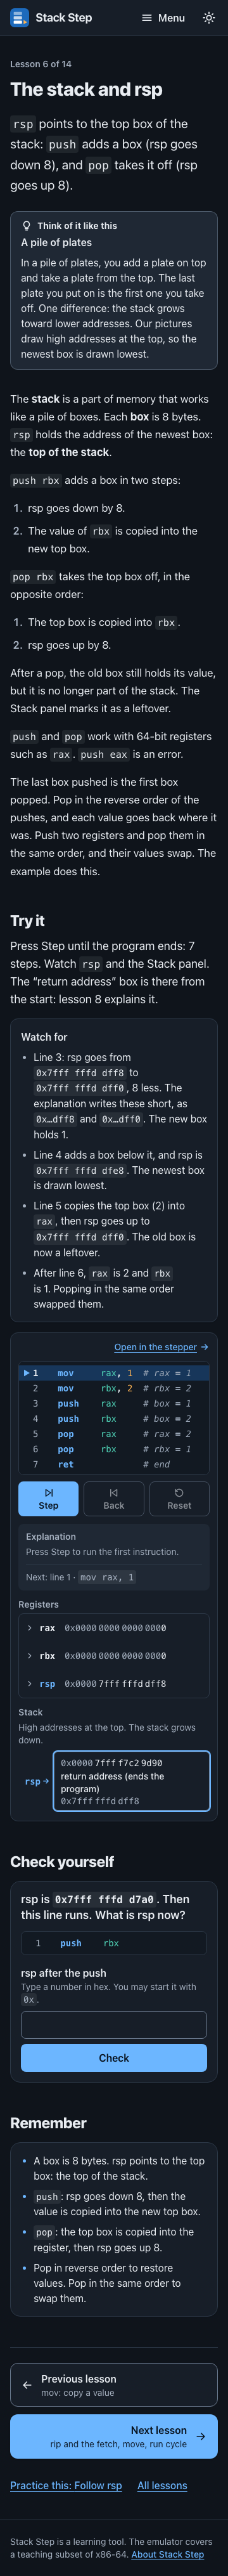 Stack Step
Menu
Lesson 6 of 14
The stack and rsp
rsp points to the top box of the
stack: push adds a box (rsp goes
down 8), and pop takes it off (rsp
goes up 8).
Think of it like this
A pile of plates
In a pile of plates, you add a plate on top
and take a plate from the top. The last
plate you put on is the first one you take
off. One difference: the stack grows
toward lower addresses. Our pictures
draw high addresses at the top, so the
newest box is drawn lowest.
The stack is a part of memory that works
like a pile of boxes. Each box is 8 bytes.
rsp holds the address of the newest box:
the top of the stack.
push rbx adds a box in two steps:
1. rsp goes down by 8.
2. The value of rbx is copied into the
new top box.
pop rbx takes the top box off, in the
opposite order:
1. The top box is copied into rbx.
2. rsp goes up by 8.
After a pop, the old box still holds its value,
but it is no longer part of the stack. The
Stack panel marks it as a leftover.
push and pop work with 64-bit registers
such as rax. push eax is an error.
The last box pushed is the first box
popped. Pop in the reverse order of the
pushes, and each value goes back where it
was. Push two registers and pop them in
the same order, and their values swap. The
example does this.
Try it
Press Step until the program ends: 7
steps. Watch rsp and the Stack panel.
The “return address” box is there from
the start: lesson 8 explains it.
Watch for
• Line 3: rsp goes from
0x7fff fffd dff8 to
0x7fff fffd dff0, 8 less. The
explanation writes these short, as
0x…dff8 and 0x…dff0. The new box
holds 1.
• Line 4 adds a box below it, and rsp is
0x7fff fffd dfe8. The newest box
is drawn lowest.
• Line 5 copies the top box (2) into
rax, then rsp goes up to
0x7fff fffd dff0. The old box is
now a leftover.
• After line 6, rax is 2 and rbx
is 1. Popping in the same order
swapped them.
Open in the stepper →
1 mov rax, 1 # rax = 1
2 mov rbx, 2 # rbx = 2
3 push rax # box = 1
4 push rbx # box = 2
5 pop rax # rax = 2
6 pop rbx # rbx = 1
7 ret # end
Step
Back
Reset
Explanation
Press Step to run the first instruction.
Next: line 1 · mov rax, 1
Registers
rax 0x0000 0000 0000 0000
rbx 0x0000 0000 0000 0000
rsp 0x0000 7fff fffd dff8
Stack
High addresses at the top. The stack grows
down.
0x0000 7fff f7c2 9d90
rsp → return address (ends the
program)
0x7fff fffd dff8
Check yourself
rsp is 0x7fff fffd d7a0. Then
this line runs. What is rsp now?
1 push rbx
rsp after the push
Type a number in hex. You may start it with
0x.
Check
Remember
• A box is 8 bytes. rsp points to the top
box: the top of the stack.
• push: rsp goes down 8, then the
value is copied into the new top box.
• pop: the top box is copied into the
register, then rsp goes up 8.
• Pop in reverse order to restore
values. Pop in the same order to
swap them.
← Previous lesson
mov: copy a value
Next lesson →
rip and the fetch, move, run cycle
Practice this: Follow rsp
All lessons
Stack Step is a learning tool. The emulator covers
a teaching subset of x86-64. About Stack Step